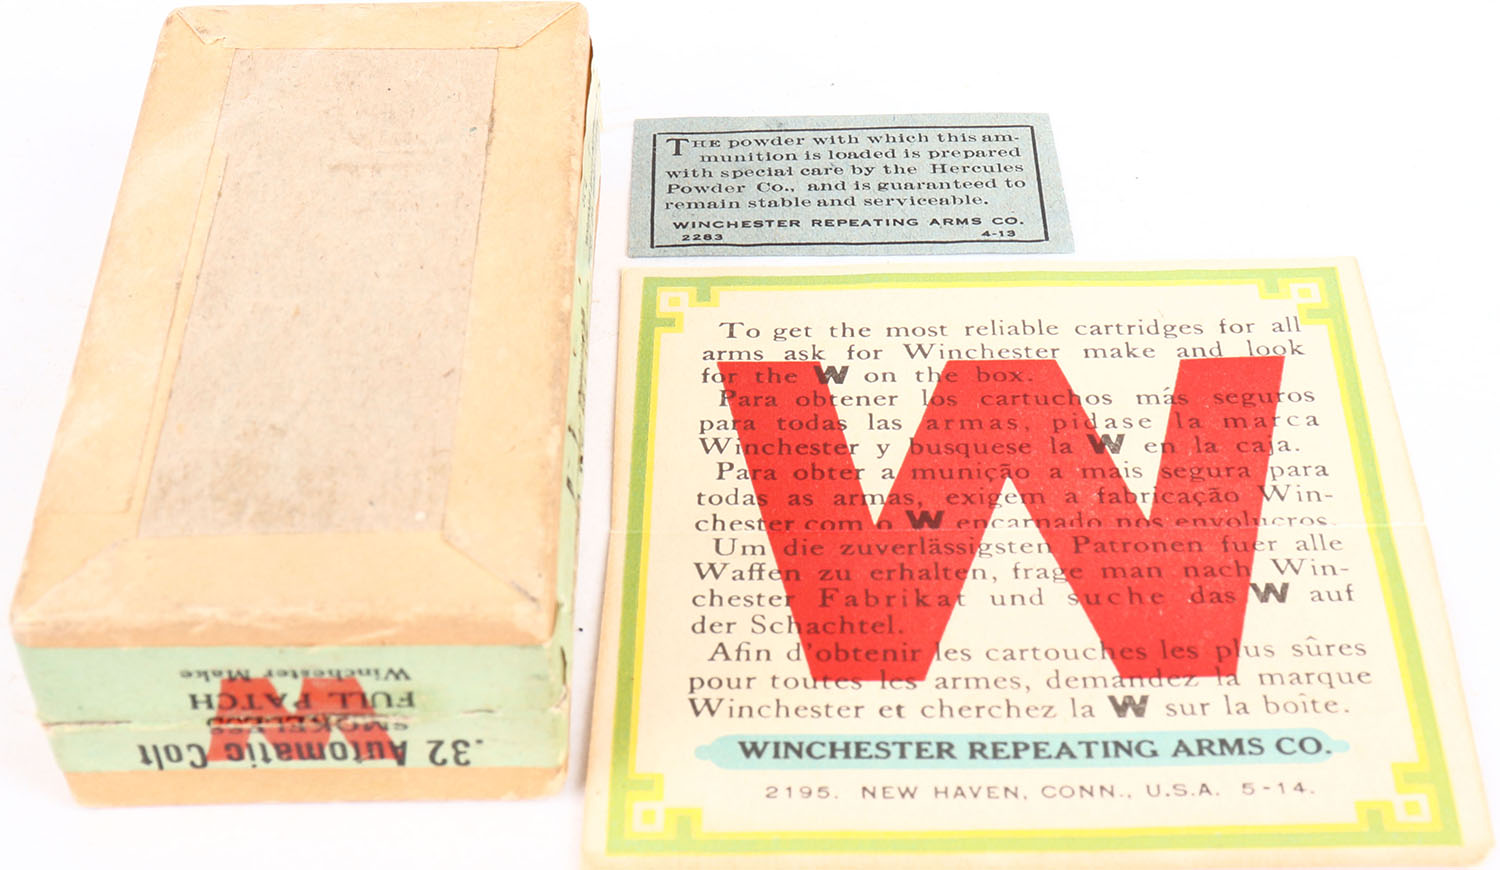 THE powder with which this am-
munition is loaded is prepared
with special care by the Hercules
Powder Co., and is guaranteed to
remain stable and serviceable.
WINCHESTER REPEATING ARMS CO.
2283 4-13
To get the most reliable cartridges for all
arms ask for Winchester make and look
for the W on the box.
Para obtener los cartuchos más seguros
para todas las armas, pidase la marca
Winchester y busquese la W en la caja.
Para obter a munição a mais segura para
todas as armas, exigem a fabricação Win-
chester com o W encarnado nos envolucros.
Um die zuverlässigsten Patronen fuer alle
Waffen zu erhalten, frage man nach Win-
chester Fabrikat und suche das W auf
der Schachtel.
Afin d'obtenir les cartouches les plus sûres
pour toutes les armes, demandez la marque
Winchester et cherchez la W sur la boîte.
W
WINCHESTER REPEATING ARMS CO.
2195. NEW HAVEN, CONN., U.S.A. 5-14.
.32 Automatic Colt
SMOKELESS
FULL PATCH
Winchester Make
W